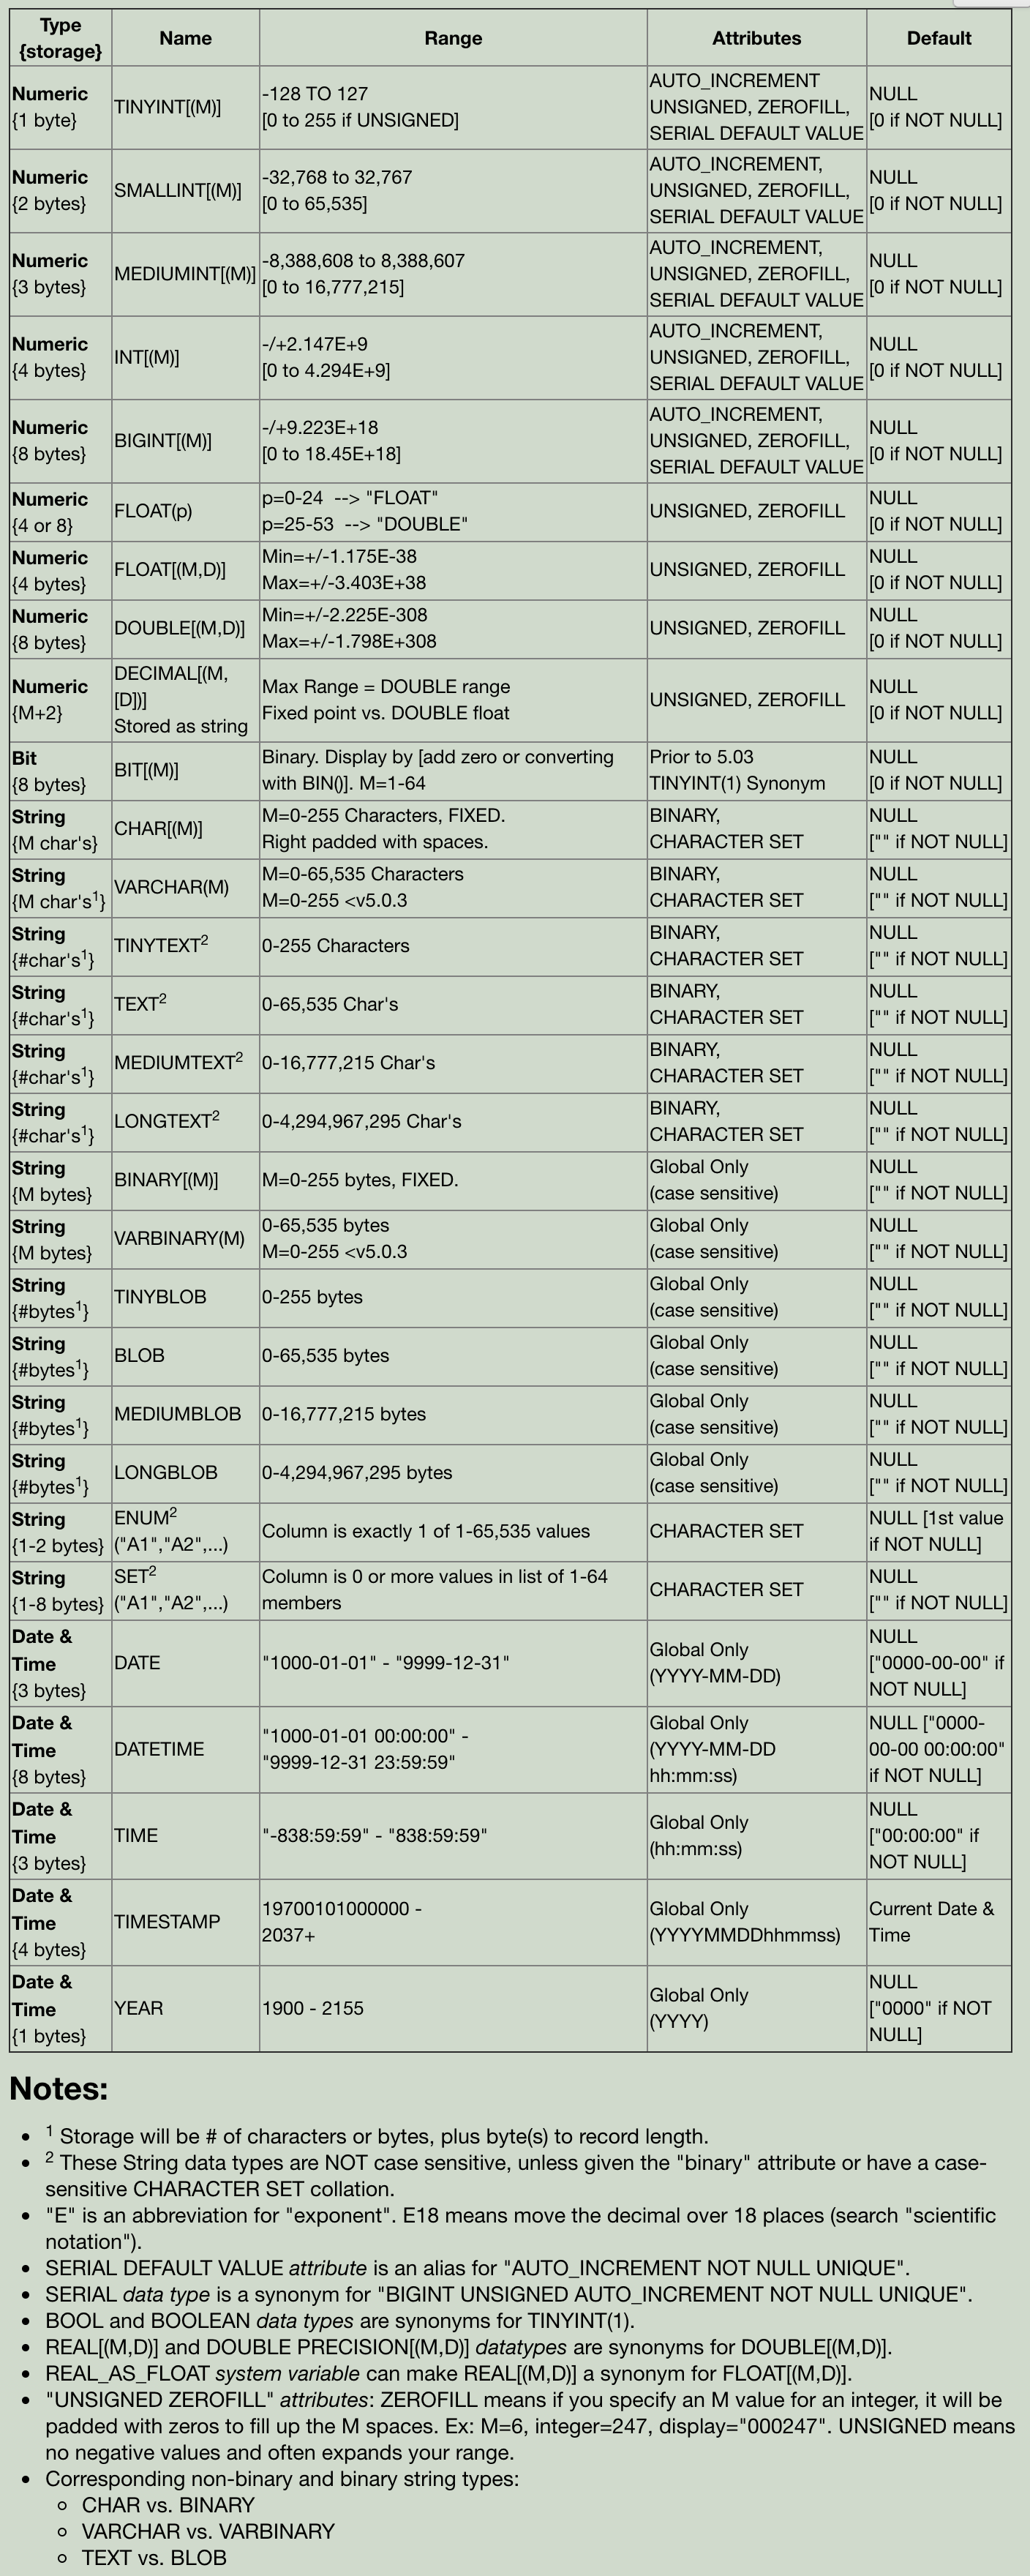 Type
{storage}
Name
Range
Attributes
Default
Numeric
{1 byte}
TINYINT[(M)]
-128 TO 127
[0 to 255 if UNSIGNED]
AUTO_INCREMENT
UNSIGNED, ZEROFILL,
SERIAL DEFAULT VALUE
NULL
[0 if NOT NULL]
Numeric
{2 bytes}
SMALLINT[(M)]
-32,768 to 32,767
[0 to 65,535]
AUTO_INCREMENT,
UNSIGNED, ZEROFILL,
SERIAL DEFAULT VALUE
NULL
[0 if NOT NULL]
Numeric
{3 bytes}
MEDIUMINT[(M)]
-8,388,608 to 8,388,607
[0 to 16,777,215]
AUTO_INCREMENT,
UNSIGNED, ZEROFILL,
SERIAL DEFAULT VALUE
NULL
[0 if NOT NULL]
Numeric
{4 bytes}
INT[(M)]
-/+2.147E+9
[0 to 4.294E+9]
AUTO_INCREMENT,
UNSIGNED, ZEROFILL,
SERIAL DEFAULT VALUE
NULL
[0 if NOT NULL]
Numeric
{8 bytes}
BIGINT[(M)]
-/+9.223E+18
[0 to 18.45E+18]
AUTO_INCREMENT,
UNSIGNED, ZEROFILL,
SERIAL DEFAULT VALUE
NULL
[0 if NOT NULL]
Numeric
{4 or 8}
FLOAT(p)
p=0-24 --> "FLOAT"
p=25-53 --> "DOUBLE"
UNSIGNED, ZEROFILL
NULL
[0 if NOT NULL]
Numeric
{4 bytes}
FLOAT[(M,D)]
Min=+/-1.175E-38
Max=+/-3.403E+38
UNSIGNED, ZEROFILL
NULL
[0 if NOT NULL]
Numeric
{8 bytes}
DOUBLE[(M,D)]
Min=+/-2.225E-308
Max=+/-1.798E+308
UNSIGNED, ZEROFILL
NULL
[0 if NOT NULL]
Numeric
{M+2}
DECIMAL[(M,
[D])]
Stored as string
Max Range = DOUBLE range
Fixed point vs. DOUBLE float
UNSIGNED, ZEROFILL
NULL
[0 if NOT NULL]
Bit
{8 bytes}
BIT[(M)]
Binary. Display by [add zero or converting
with BIN()]. M=1-64
Prior to 5.03
TINYINT(1) Synonym
NULL
[0 if NOT NULL]
String
{M char's}
CHAR[(M)]
M=0-255 Characters, FIXED.
Right padded with spaces.
BINARY,
CHARACTER SET
NULL
["" if NOT NULL]
String
{M char's¹}
VARCHAR(M)
M=0-65,535 Characters
M=0-255 <v5.0.3
BINARY,
CHARACTER SET
NULL
["" if NOT NULL]
String
{#char's¹}
TINYTEXT²
0-255 Characters
BINARY,
CHARACTER SET
NULL
["" if NOT NULL]
String
{#char's¹}
TEXT²
0-65,535 Char's
BINARY,
CHARACTER SET
NULL
["" if NOT NULL]
String
{#char's¹}
MEDIUMTEXT²
0-16,777,215 Char's
BINARY,
CHARACTER SET
NULL
["" if NOT NULL]
String
{#char's¹}
LONGTEXT²
0-4,294,967,295 Char's
BINARY,
CHARACTER SET
NULL
["" if NOT NULL]
String
{M bytes}
BINARY[(M)]
M=0-255 bytes, FIXED.
Global Only
(case sensitive)
NULL
["" if NOT NULL]
String
{M bytes}
VARBINARY(M)
0-65,535 bytes
M=0-255 <v5.0.3
Global Only
(case sensitive)
NULL
["" if NOT NULL]
String
{#bytes¹}
TINYBLOB
0-255 bytes
Global Only
(case sensitive)
NULL
["" if NOT NULL]
String
{#bytes¹}
BLOB
0-65,535 bytes
Global Only
(case sensitive)
NULL
["" if NOT NULL]
String
{#bytes¹}
MEDIUMBLOB
0-16,777,215 bytes
Global Only
(case sensitive)
NULL
["" if NOT NULL]
String
{#bytes¹}
LONGBLOB
0-4,294,967,295 bytes
Global Only
(case sensitive)
NULL
["" if NOT NULL]
String
{1-2 bytes}
ENUM²
("A1","A2",...)
Column is exactly 1 of 1-65,535 values
CHARACTER SET
NULL [1st value
if NOT NULL]
String
{1-8 bytes}
SET²
("A1","A2",...)
Column is 0 or more values in list of 1-64
members
CHARACTER SET
NULL
["" if NOT NULL]
Date &
Time
{3 bytes}
DATE
"1000-01-01" - "9999-12-31"
Global Only
(YYYY-MM-DD)
NULL
["0000-00-00" if
NOT NULL]
Date &
Time
{8 bytes}
DATETIME
"1000-01-01 00:00:00" -
"9999-12-31 23:59:59"
Global Only
(YYYY-MM-DD
hh:mm:ss)
NULL ["0000-
00-00 00:00:00"
if NOT NULL]
Date &
Time
{3 bytes}
TIME
"-838:59:59" - "838:59:59"
Global Only
(hh:mm:ss)
NULL
["00:00:00" if
NOT NULL]
Date &
Time
{4 bytes}
TIMESTAMP
19700101000000 -
2037+
Global Only
(YYYYMMDDhhmmss)
Current Date &
Time
Date &
Time
{1 bytes}
YEAR
1900 - 2155
Global Only
(YYYY)
NULL
["0000" if NOT
NULL]
Notes:
• ¹ Storage will be # of characters or bytes, plus byte(s) to record length.
• ² These String data types are NOT case sensitive, unless given the "binary" attribute or have a case-
sensitive CHARACTER SET collation.
• "E" is an abbreviation for "exponent". E18 means move the decimal over 18 places (search "scientific
notation").
• SERIAL DEFAULT VALUE attribute is an alias for "AUTO_INCREMENT NOT NULL UNIQUE".
• SERIAL data type is a synonym for "BIGINT UNSIGNED AUTO_INCREMENT NOT NULL UNIQUE".
• BOOL and BOOLEAN data types are synonyms for TINYINT(1).
• REAL[(M,D)] and DOUBLE PRECISION[(M,D)] datatypes are synonyms for DOUBLE[(M,D)].
• REAL_AS_FLOAT system variable can make REAL[(M,D)] a synonym for FLOAT[(M,D)].
• "UNSIGNED ZEROFILL" attributes: ZEROFILL means if you specify an M value for an integer, it will be
padded with zeros to fill up the M spaces. Ex: M=6, integer=247, display="000247". UNSIGNED means
no negative values and often expands your range.
• Corresponding non-binary and binary string types:
◦ CHAR vs. BINARY
◦ VARCHAR vs. VARBINARY
◦ TEXT vs. BLOB